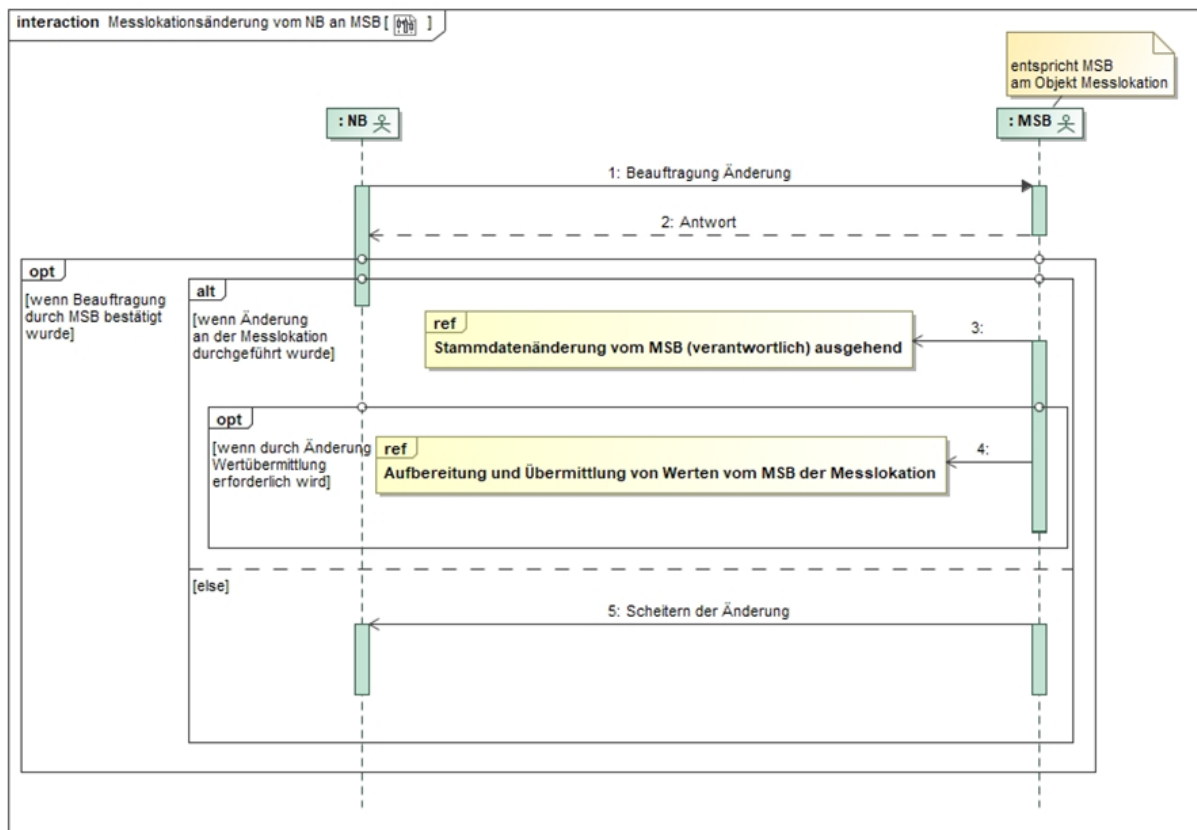 interaction Messlokationsänderung vom NB an MSB [ ]
entspricht MSB
am Objekt Messlokation
: NB
: MSB
1: Beauftragung Änderung
2: Antwort
opt
[wenn Beauftragung
durch MSB bestätigt
wurde]
alt
[wenn Änderung
an der Messlokation
durchgeführt wurde]
ref
Stammdatenänderung vom MSB (verantwortlich) ausgehend
3:
opt
[wenn durch Änderung
Wertübermittlung
erforderlich wird]
ref
Aufbereitung und Übermittlung von Werten vom MSB der Messlokation
4:
[else]
5: Scheitern der Änderung